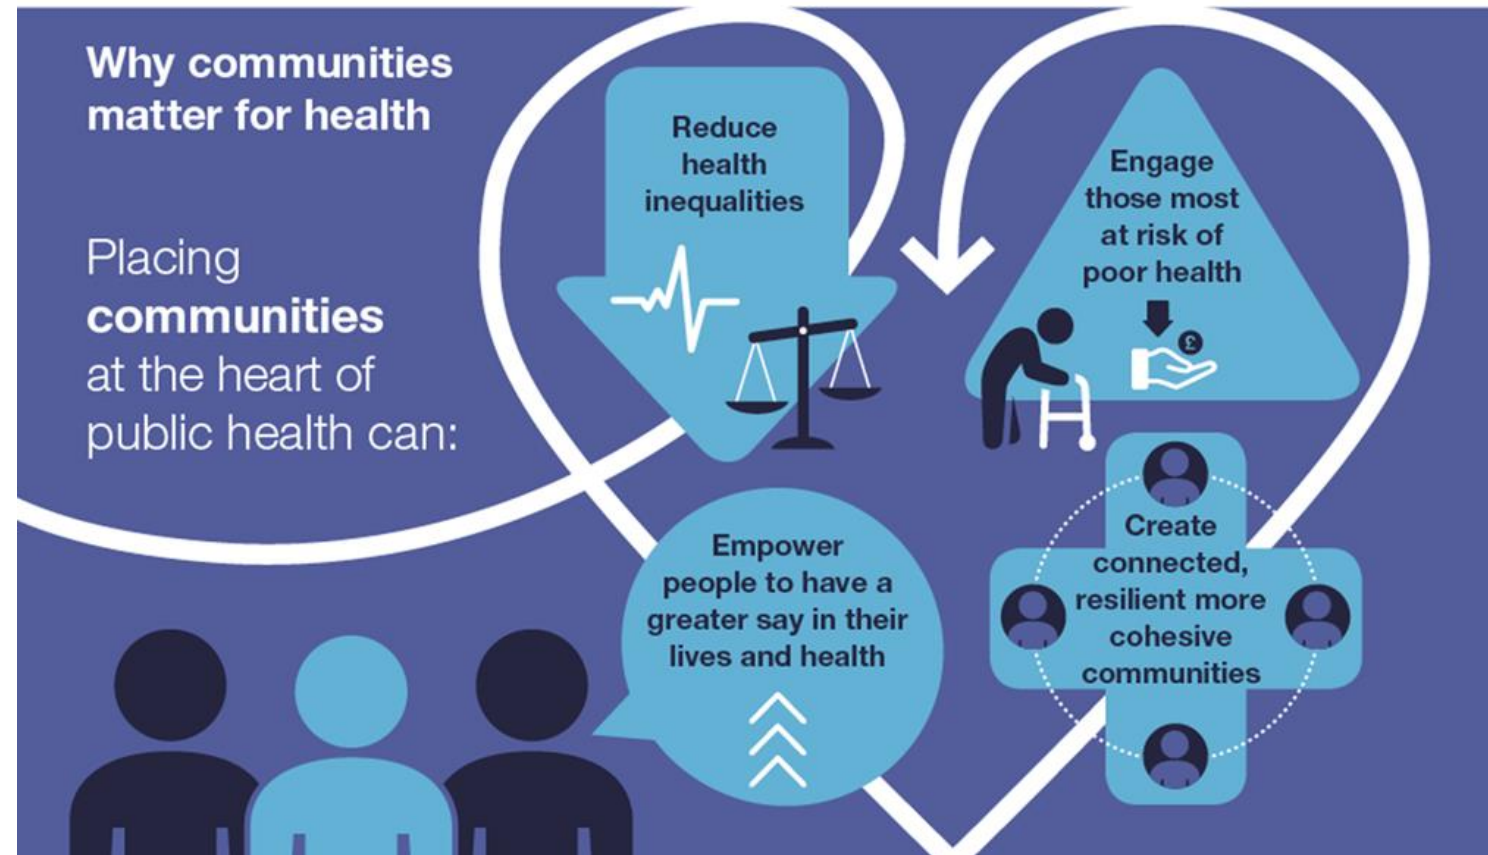 Why communities
matter for health
Placing
communities
at the heart of
public health can:
Reduce
health
inequalities
Engage
those most
at risk of
poor health
£
Empower
people to have a
greater say in their
lives and health
Create
connected,
resilient more
cohesive
communities